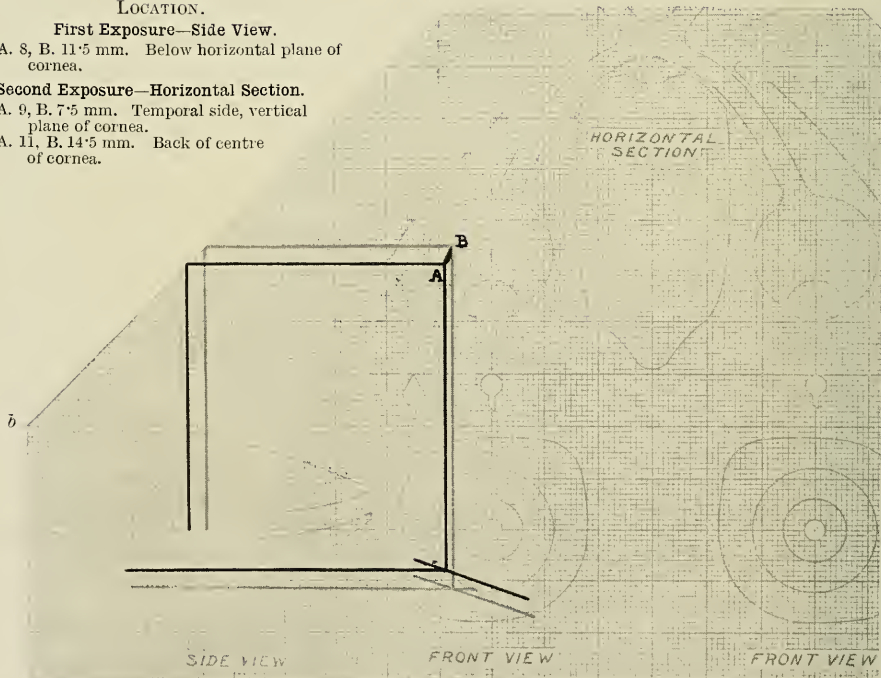 LOCATION.
First Exposure—Side View.
A. 8, B. 11·5 mm. Below horizontal plane of
cornea.
Second Exposure—Horizontal Section.
A. 9, B. 7·5 mm. Temporal side, vertical
plane of cornea.
A. 11, B. 14·5 mm. Back of centre
of cornea.
HORIZONTAL
SECTION
B
A
b
SIDE VIEW
FRONT VIEW
FRONT VIEW